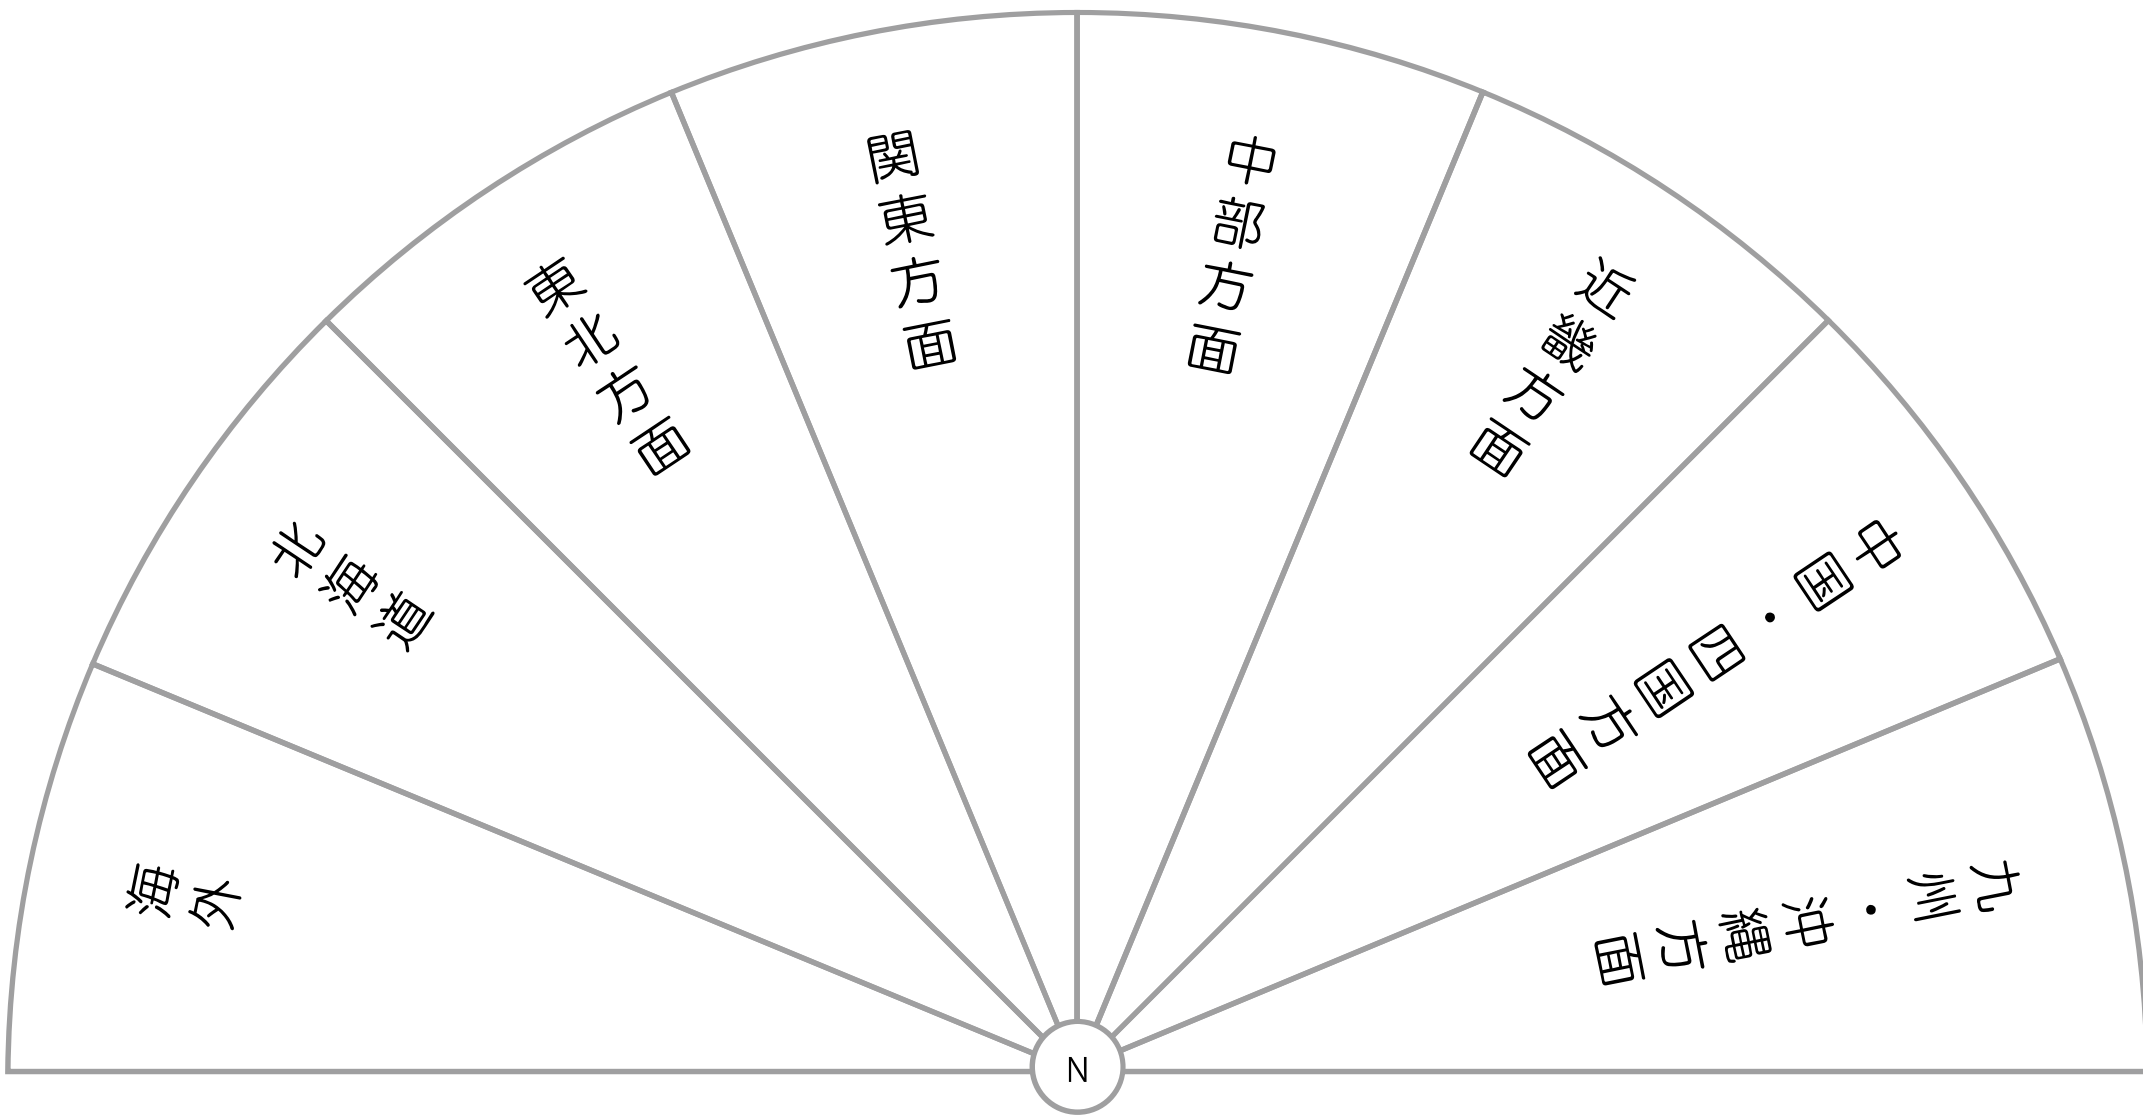 海外
北海道
東北方面
関東方面
中部方面
近畿方面
中国・四国方面
九州・沖縄方面
N